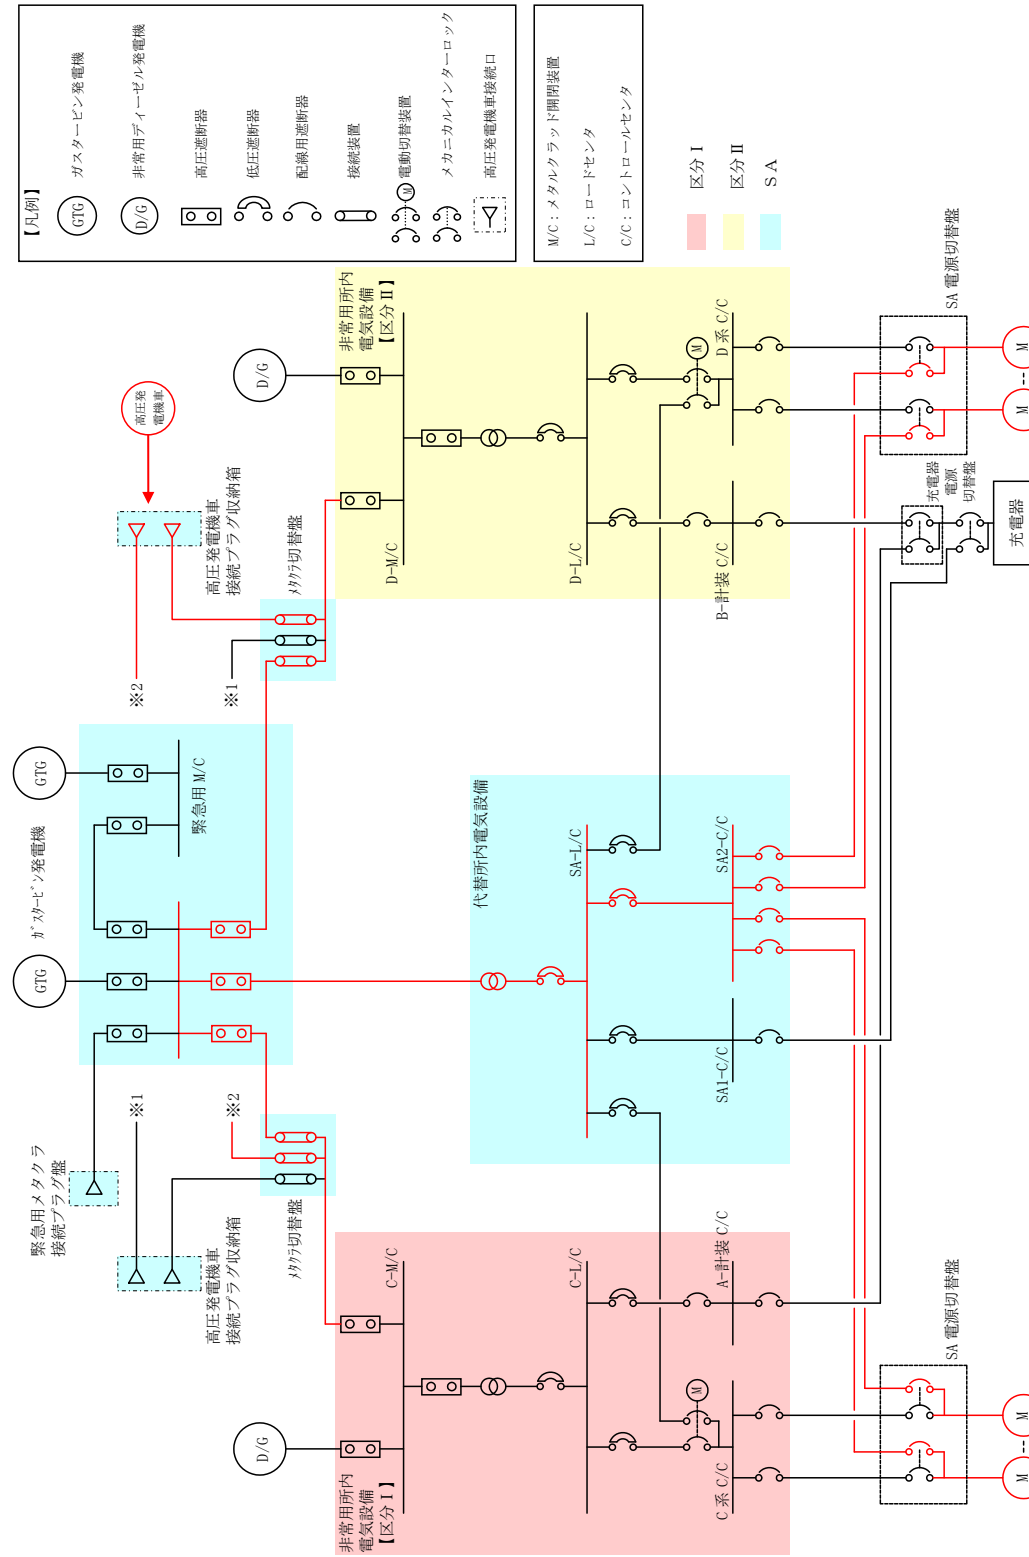 【凡例】
GTG
ガスタービン発電機
D/G
非常用ディーゼル発電機
高圧遮断器
低圧遮断器
配線用遮断器
接続装置
M
電動切替装置
メカニカルインターロック
高圧発電機車接続口
M/C：メタルクラッド開閉装置
L/C：ロードセンタ
C/C：コントロールセンタ
区分Ⅰ
区分Ⅱ
SA
緊急用メタクラ
接続プラグ盤
ガスタービン発電機
GTG
GTG
緊急用 M/C
高圧発
電機車
高圧発電機車
接続プラグ収納箱
※1
※2
高圧発電機車
接続プラグ収納箱
※2
※1
メタクラ切替盤
メタクラ切替盤
D/G
D/G
非常用所内
電気設備
【区分Ⅰ】
C-M/C
C-L/C
M
C系 C/C
A-計装 C/C
代替所内電気設備
SA-L/C
SA1-C/C
SA2-C/C
非常用所内
電気設備
【区分Ⅱ】
D-M/C
D-L/C
B-計装 C/C
M
D系 C/C
SA 電源切替盤
M
M
充電器
電源
切替盤
充電器
SA 電源切替盤
M
M